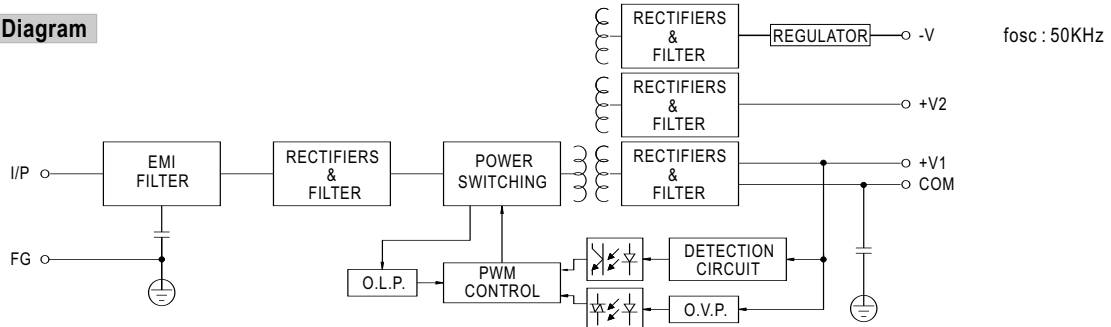 Diagram
RECTIFIERS
&
FILTER
REGULATOR
-V
fosc : 50KHz
RECTIFIERS
&
FILTER
+V2
I/P
EMI
FILTER
RECTIFIERS
&
FILTER
POWER
SWITCHING
RECTIFIERS
&
FILTER
+V1
COM
FG
O.L.P.
PWM
CONTROL
DETECTION
CIRCUIT
O.V.P.